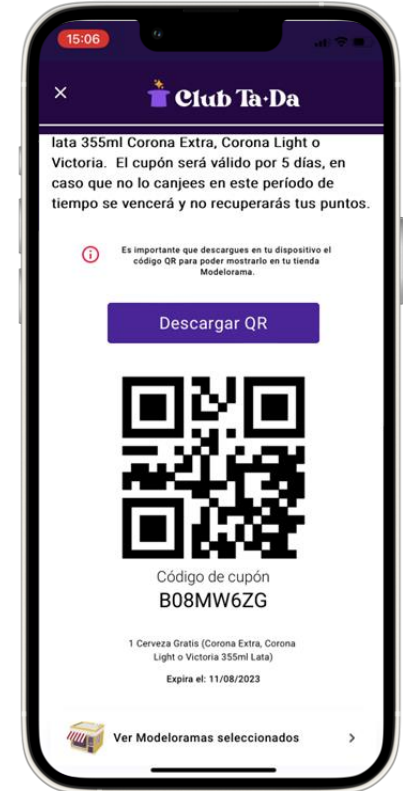 15:06
Club Ta·Da
lata 355ml Corona Extra, Corona Light o
Victoria. El cupón será válido por 5 días, en
caso que no lo canjees en este período de
tiempo se vencerá y no recuperarás tus puntos.
Es importante que descargues en tu dispositivo el
código QR para poder mostrarlo en tu tienda
Modelorama.
Descargar QR
Código de cupón
B08MW6ZG
1 Cerveza Gratis (Corona Extra, Corona
Light o Victoria 355ml Lata)
Expira el: 11/08/2023
Ver Modeloramas seleccionados